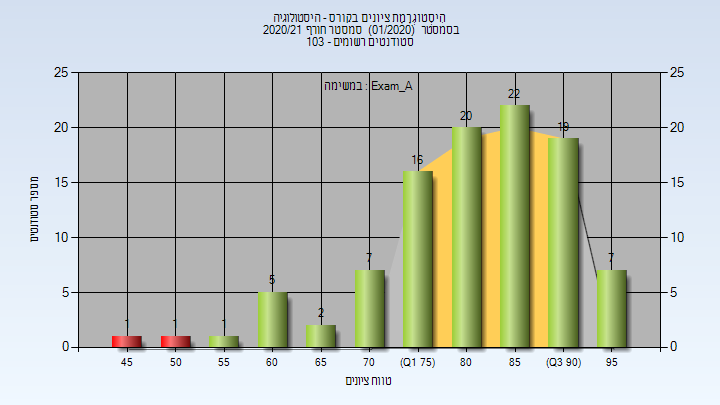 היסטוגרמת ציונים בקורס - היסטולוגיה
בסמסטר (01/2020) סמסטר חורף 2020/21
סטודנטים רשומים - 103
במשימה : Exam_A
25 25
20 20
15 15
10 10
5 5
0 0
מספר סטודנטים
1 1 1 5 2 7 16 20 22 19 7
45 50 55 60 65 70 (Q1 75) 80 85 (Q3 90) 95
טווח ציונים